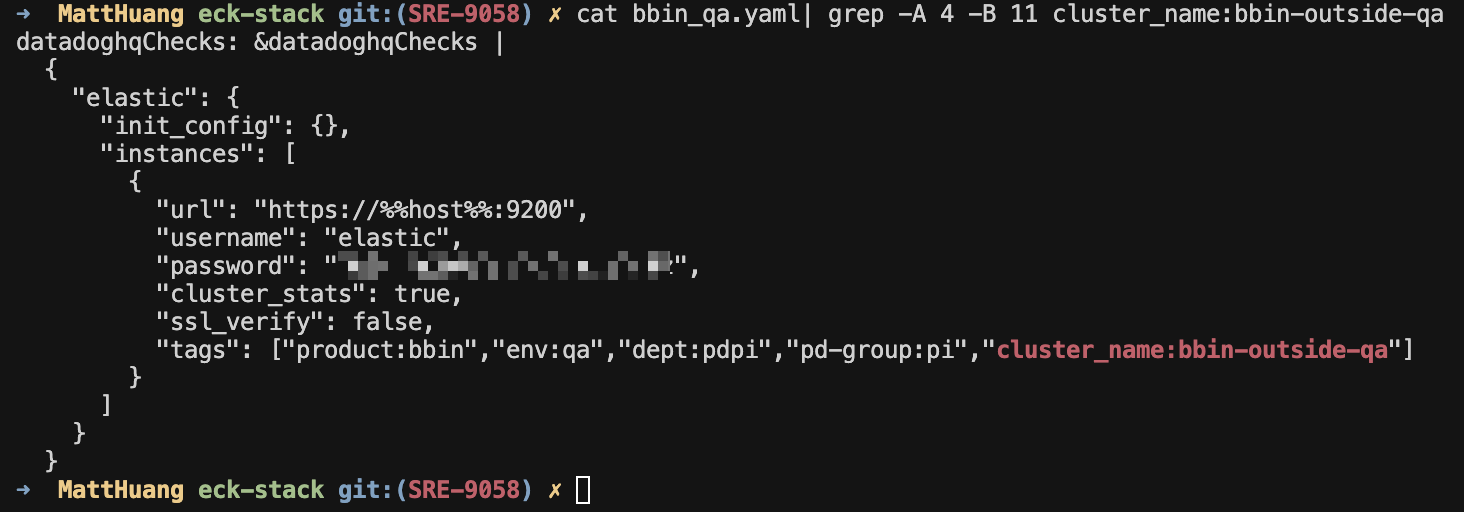 ➜  MattHuang eck-stack git:(SRE-9058) ✗ cat bbin_qa.yaml| grep -A 4 -B 11 cluster_name:bbin-outside-qa
datadoghqChecks: &datadoghqChecks |
  {
    "elastic": {
      "init_config": {},
      "instances": [
        {
          "url": "https://%%host%%:9200",
          "username": "elastic",
          "password": "",
          "cluster_stats": true,
          "ssl_verify": false,
          "tags": ["product:bbin","env:qa","dept:pdpi","pd-group:pi","cluster_name:bbin-outside-qa"]
        }
      ]
    }
  }
➜  MattHuang eck-stack git:(SRE-9058) ✗